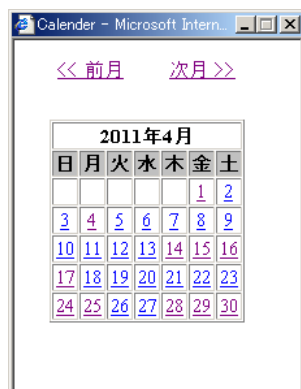 Calender - Microsoft Intern...
<< 前月 次月 >>
2011年4月
日 月 火 水 木 金 土
1 2
3 4 5 6 7 8 9
10 11 12 13 14 15 16
17 18 19 20 21 22 23
24 25 26 27 28 29 30